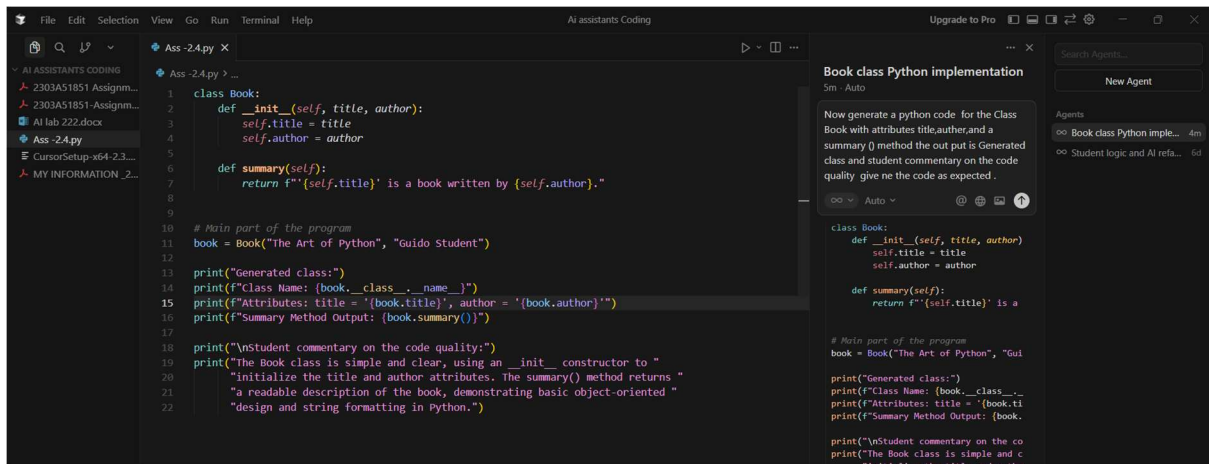 File Edit Selection View Go Run Terminal Help
Ai assistants Coding
Upgrade to Pro
AI ASSISTANTS CODING
2303A51851 Assignm...
2303A51851-Assignm...
AI lab 222.docx
Ass -2.4.py
CursorSetup-x64-2.3....
MY INFORMATION _2...
Ass -2.4.py
Ass -2.4.py > ...
1 class Book:
2 def __init__(self, title, author):
3 self.title = title
4 self.author = author
5
6 def summary(self):
7 return f"'{self.title}' is a book written by {self.author}."
8
9
10 # Main part of the program
11 book = Book("The Art of Python", "Guido Student")
12
13 print("Generated class:")
14 print(f"Class Name: {book.__class__.__name__}")
15 print(f"Attributes: title = '{book.title}', author = '{book.author}'")
16 print(f"Summary Method Output: {book.summary()}")
17
18 print("\nStudent commentary on the code quality:")
19 print("The Book class is simple and clear, using an __init__ constructor to "
20 "initialize the title and author attributes. The summary() method returns "
21 "a readable description of the book, demonstrating basic object-oriented "
22 "design and string formatting in Python.")
Book class Python implementation
5m · Auto
Now generate a python code for the Class
Book with attributes title,auther,and a
summary () method the out put is Generated
class and student commentary on the code
quality give ne the code as expected .
Auto
class Book:
def __init__(self, title, author)
self.title = title
self.author = author
def summary(self):
return f"'{self.title}' is a
# Main part of the program
book = Book("The Art of Python", "Gui
print("Generated class:")
print(f"Class Name: {book.__class__._
print(f"Attributes: title = '{book.ti
print(f"Summary Method Output: {book.
print("\nStudent commentary on the co
print("The Book class is simple and c
Search Agents...
New Agent
Agents
Book class Python imple... 4m
Student logic and AI refa... 6d